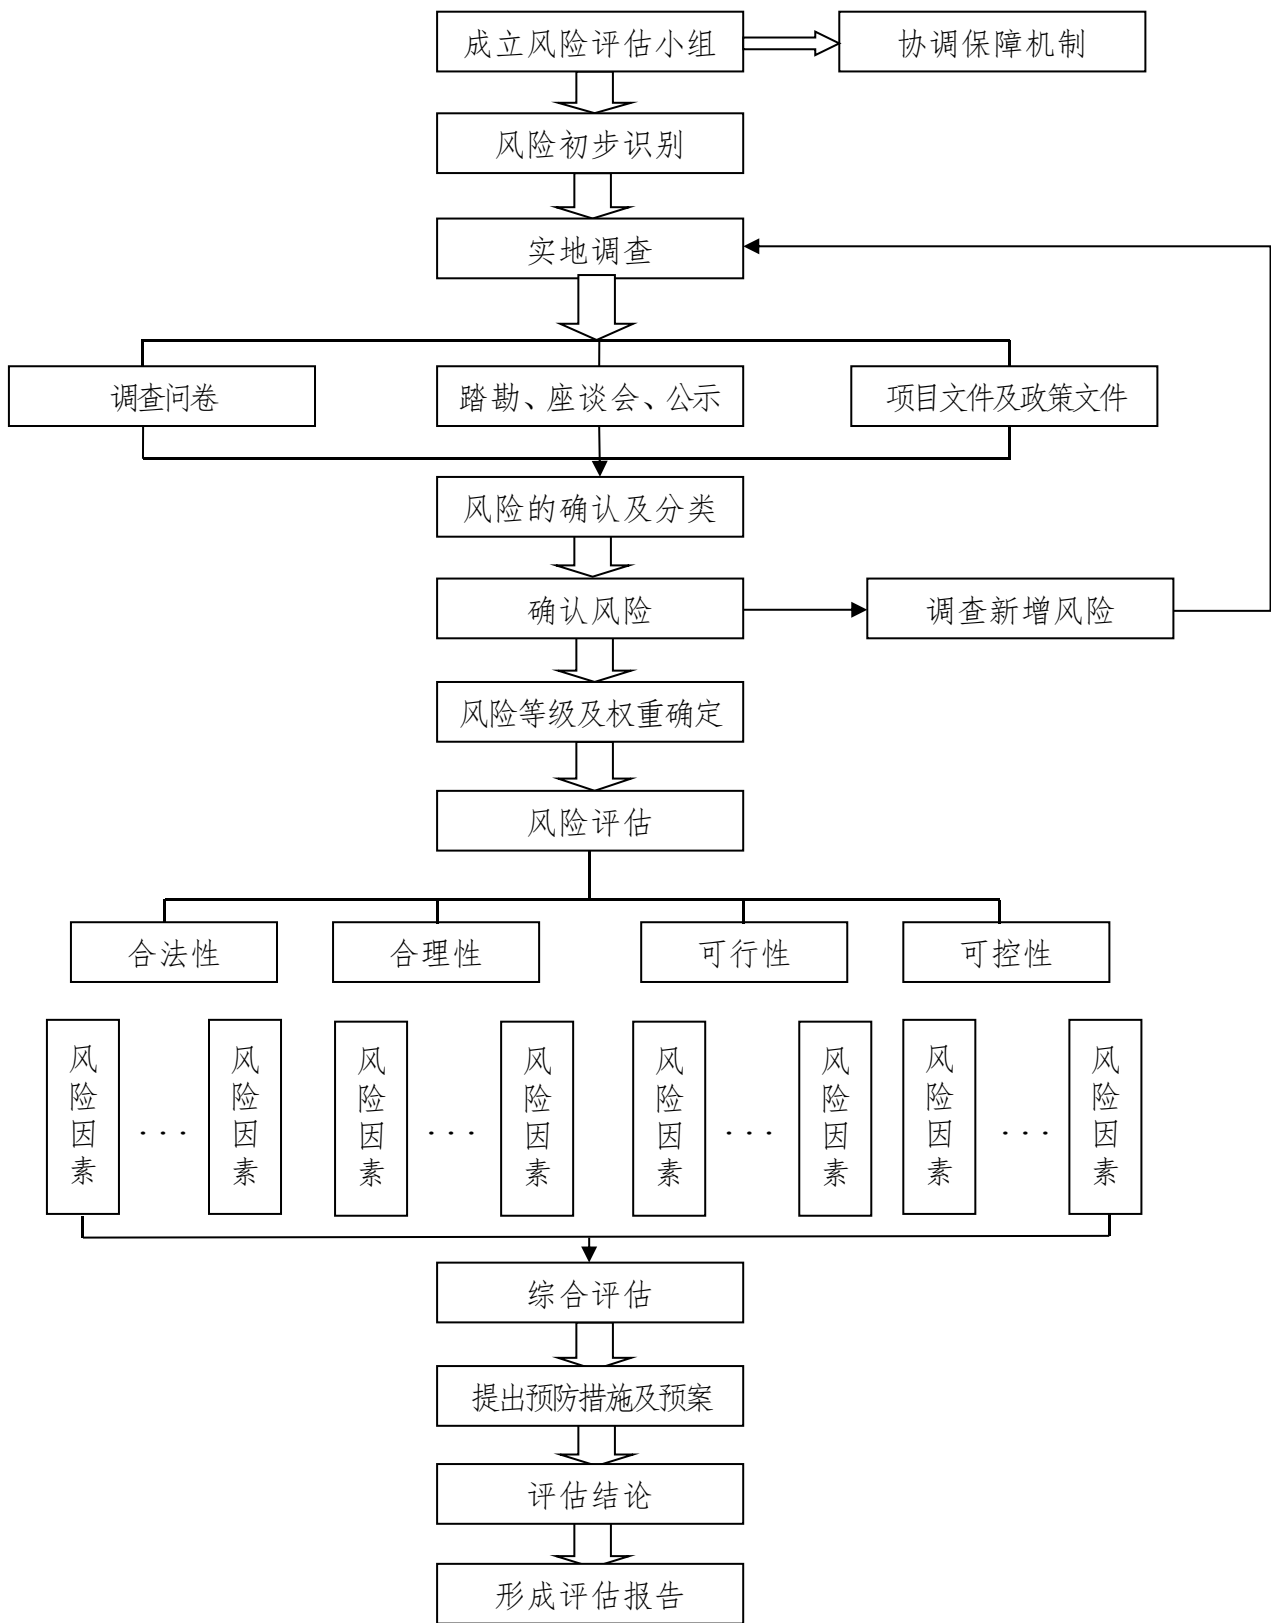 成立风险评估小组
协调保障机制
风险初步识别
实地调查
调查问卷
踏勘、座谈会、公示
项目文件及政策文件
风险的确认及分类
确认风险
调查新增风险
风险等级及权重确定
风险评估
合法性
合理性
可行性
可控性
风险因素
...
风险因素
风险因素
...
风险因素
风险因素
...
风险因素
风险因素
...
风险因素
综合评估
提出预防措施及预案
评估结论
形成评估报告